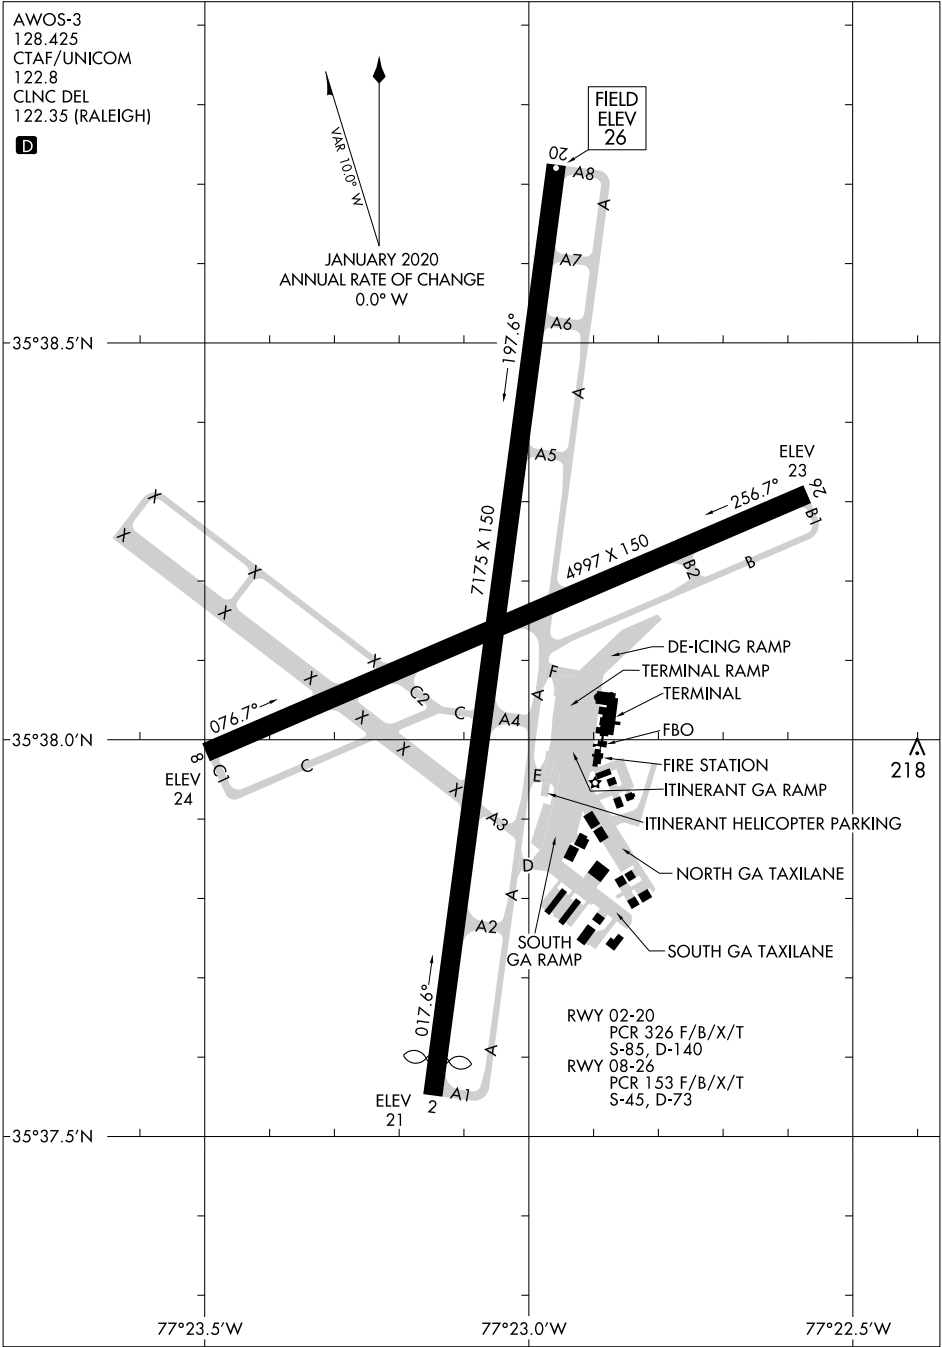 AWOS-3
128.425
CTAF/UNICOM
122.8
CLNC DEL
122.35 (RALEIGH)
D
VAR 10.0° W
JANUARY 2020
ANNUAL RATE OF CHANGE
0.0° W
FIELD
ELEV
26
20
A8
A
A7
A6
197.6°
35°38.5'N
A
A5
ELEV
23
26
256.7°
B1
X
X
7175 X 150
4997 X 150
B2
B
X
X
DE-ICING RAMP
X
F
TERMINAL RAMP
X
C2
A
TERMINAL
076.7°
X
C
A4
FBO
35°38.0'N
X
8
C1
C
E
FIRE STATION
218
ELEV
24
X
ITINERANT GA RAMP
A3
ITINERANT HELICOPTER PARKING
D
NORTH GA TAXILANE
A
A2
SOUTH
GA RAMP
SOUTH GA TAXILANE
017.6°
RWY 02-20
PCR 326 F/B/X/T
S-85, D-140
RWY 08-26
PCR 153 F/B/X/T
S-45, D-73
A
ELEV
21
2
A1
35°37.5'N
77°23.5'W
77°23.0'W
77°22.5'W